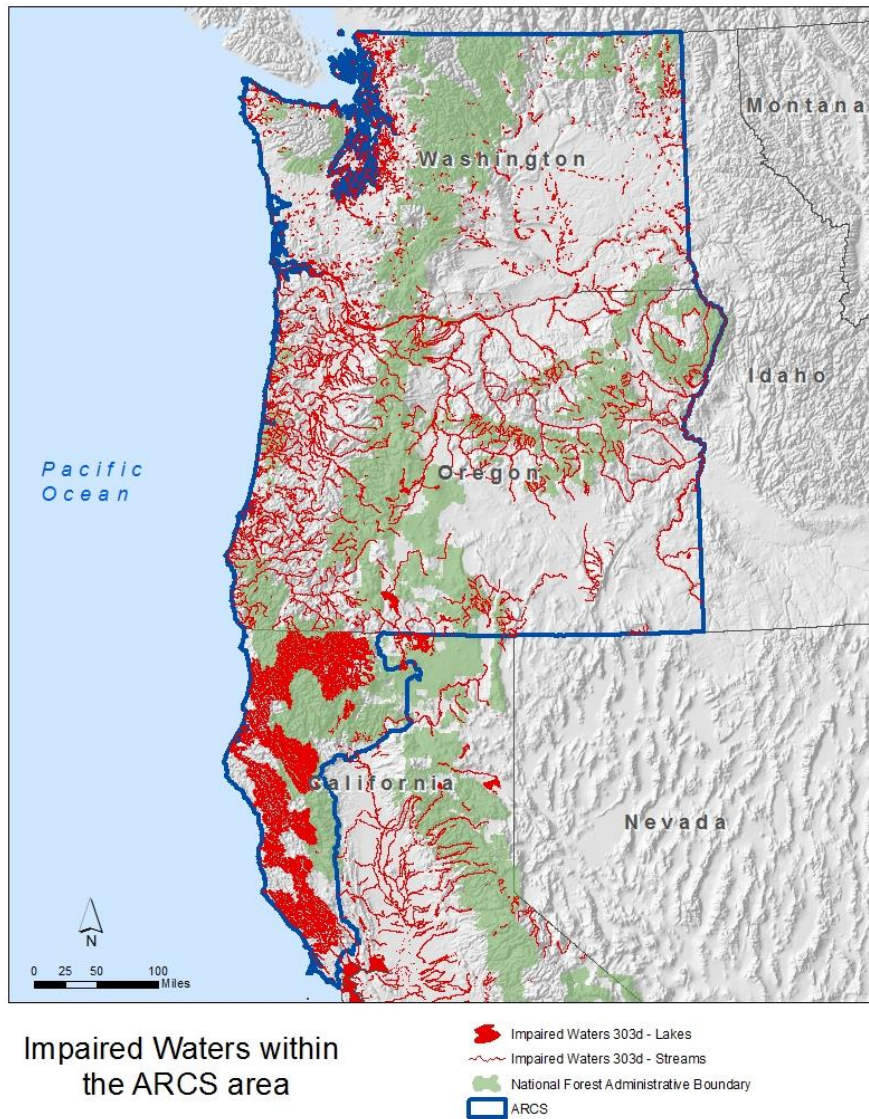 Montana
Washington
Idaho
Pacific
Ocean
Oregon
California
Nevada
N
0 25 50 100
Miles
Impaired Waters within
the ARCS area
Impaired Waters 303d - Lakes
Impaired Waters 303d - Streams
National Forest Administrative Boundary
ARCS